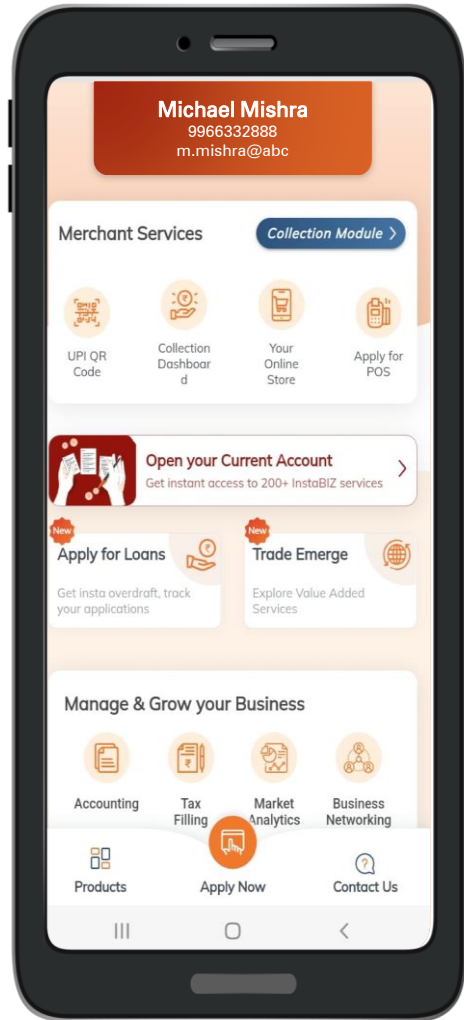 Michael Mishra
9966332888
m.mishra@abc
Merchant Services
Collection Module >
UPI QR
Code
Collection
Dashboar
d
Your
Online
Store
Apply for
POS
Open your Current Account
Get instant access to 200+ InstaBIZ services
New
Apply for Loans
Get insta overdraft, track
your applications
New
Trade Emerge
Explore Value Added
Services
Manage & Grow your Business
Accounting
Tax
Filling
Market
Analytics
Business
Networking
Products
Apply Now
Contact Us